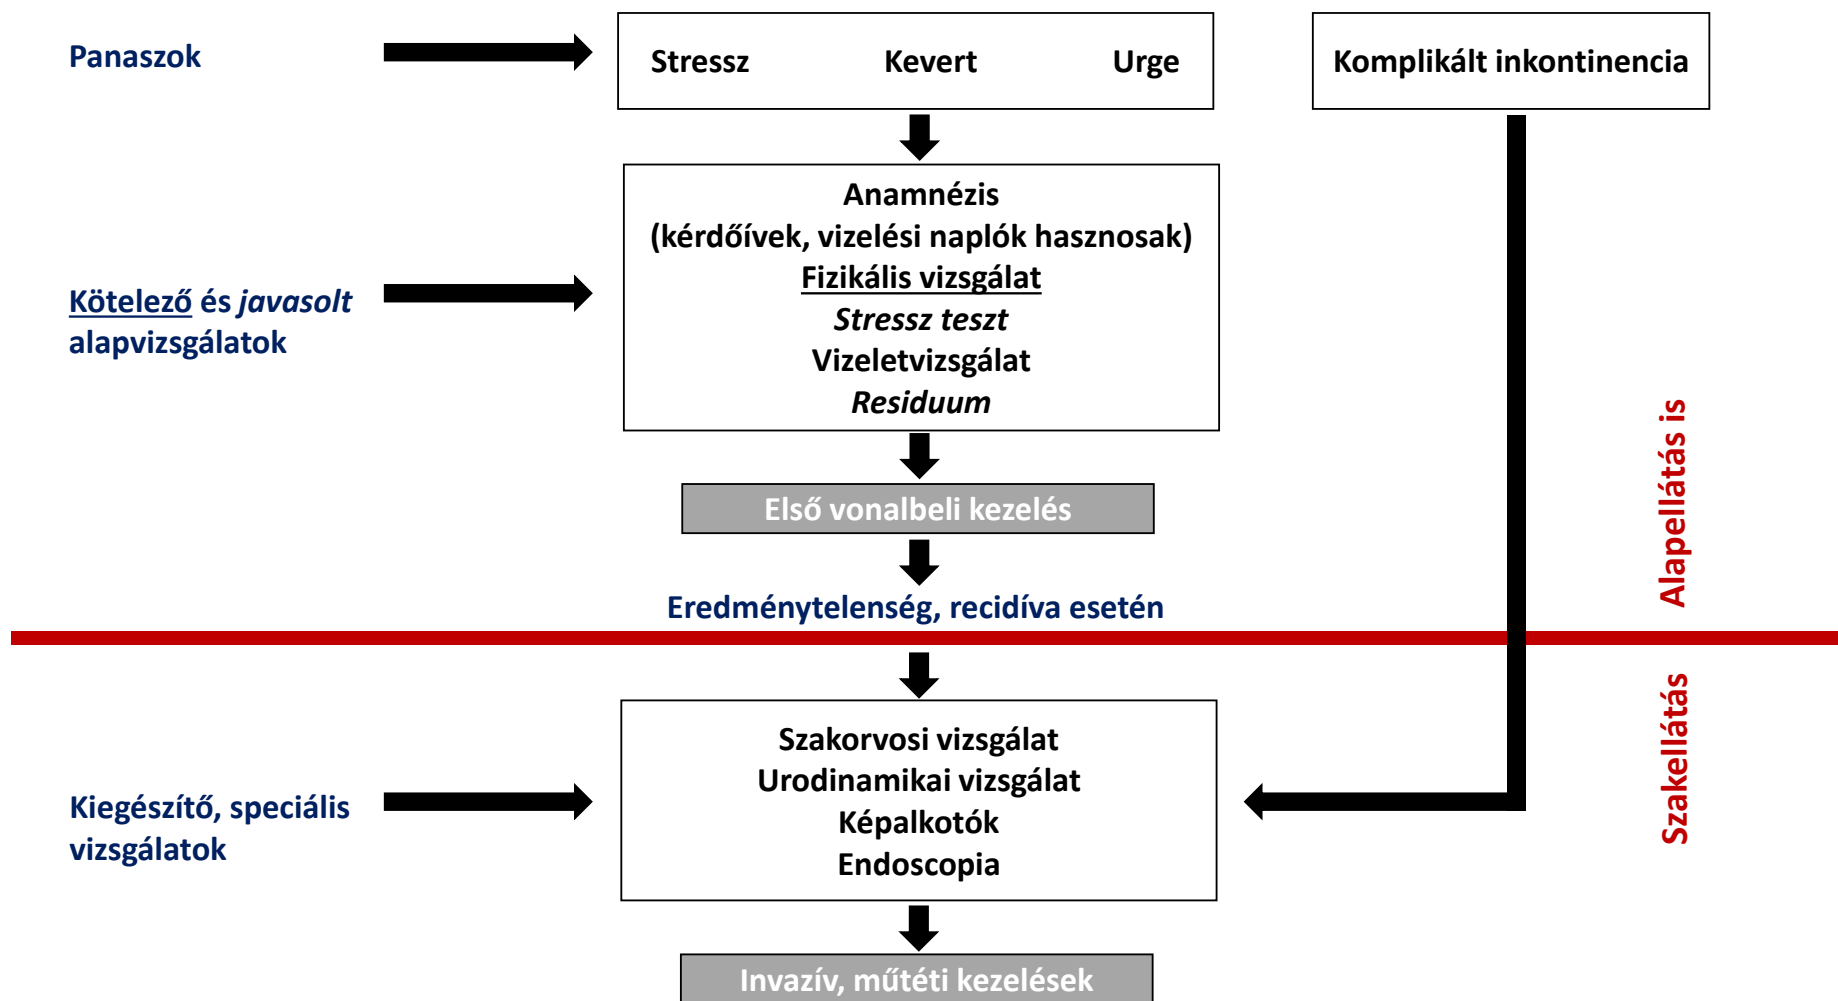 Panaszok
Stressz Kevert Urge
Komplikált inkontinencia
Anamnézis
(kérdőívek, vizelési naplók hasznosak)
Fizikális vizsgálat
Stressz teszt
Vizeletvizsgálat
Residuum
Kötelező és javasolt
alapvizsgálatok
Első vonalbeli kezelés
Eredménytelenség, recidíva esetén
Alapellátás is
Szakellátás
Szakorvosi vizsgálat
Urodinamikai vizsgálat
Képalkotók
Endoscopia
Kiegészítő, speciális
vizsgálatok
Invazív, műtéti kezelések